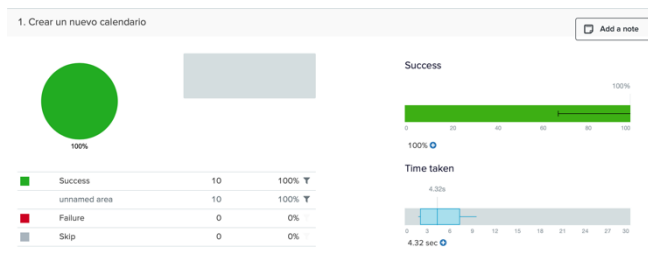 1. Crear un nuevo calendario
Add a note
100%
Success 10 100%
unnamed area 10 100%
Failure 0 0%
Skip 0 0%
Success
100%
0 20 40 60 80 100
100%
Time taken
4.32s
0 3 6 9 12 15 18 21 24 27 30
4.32 sec